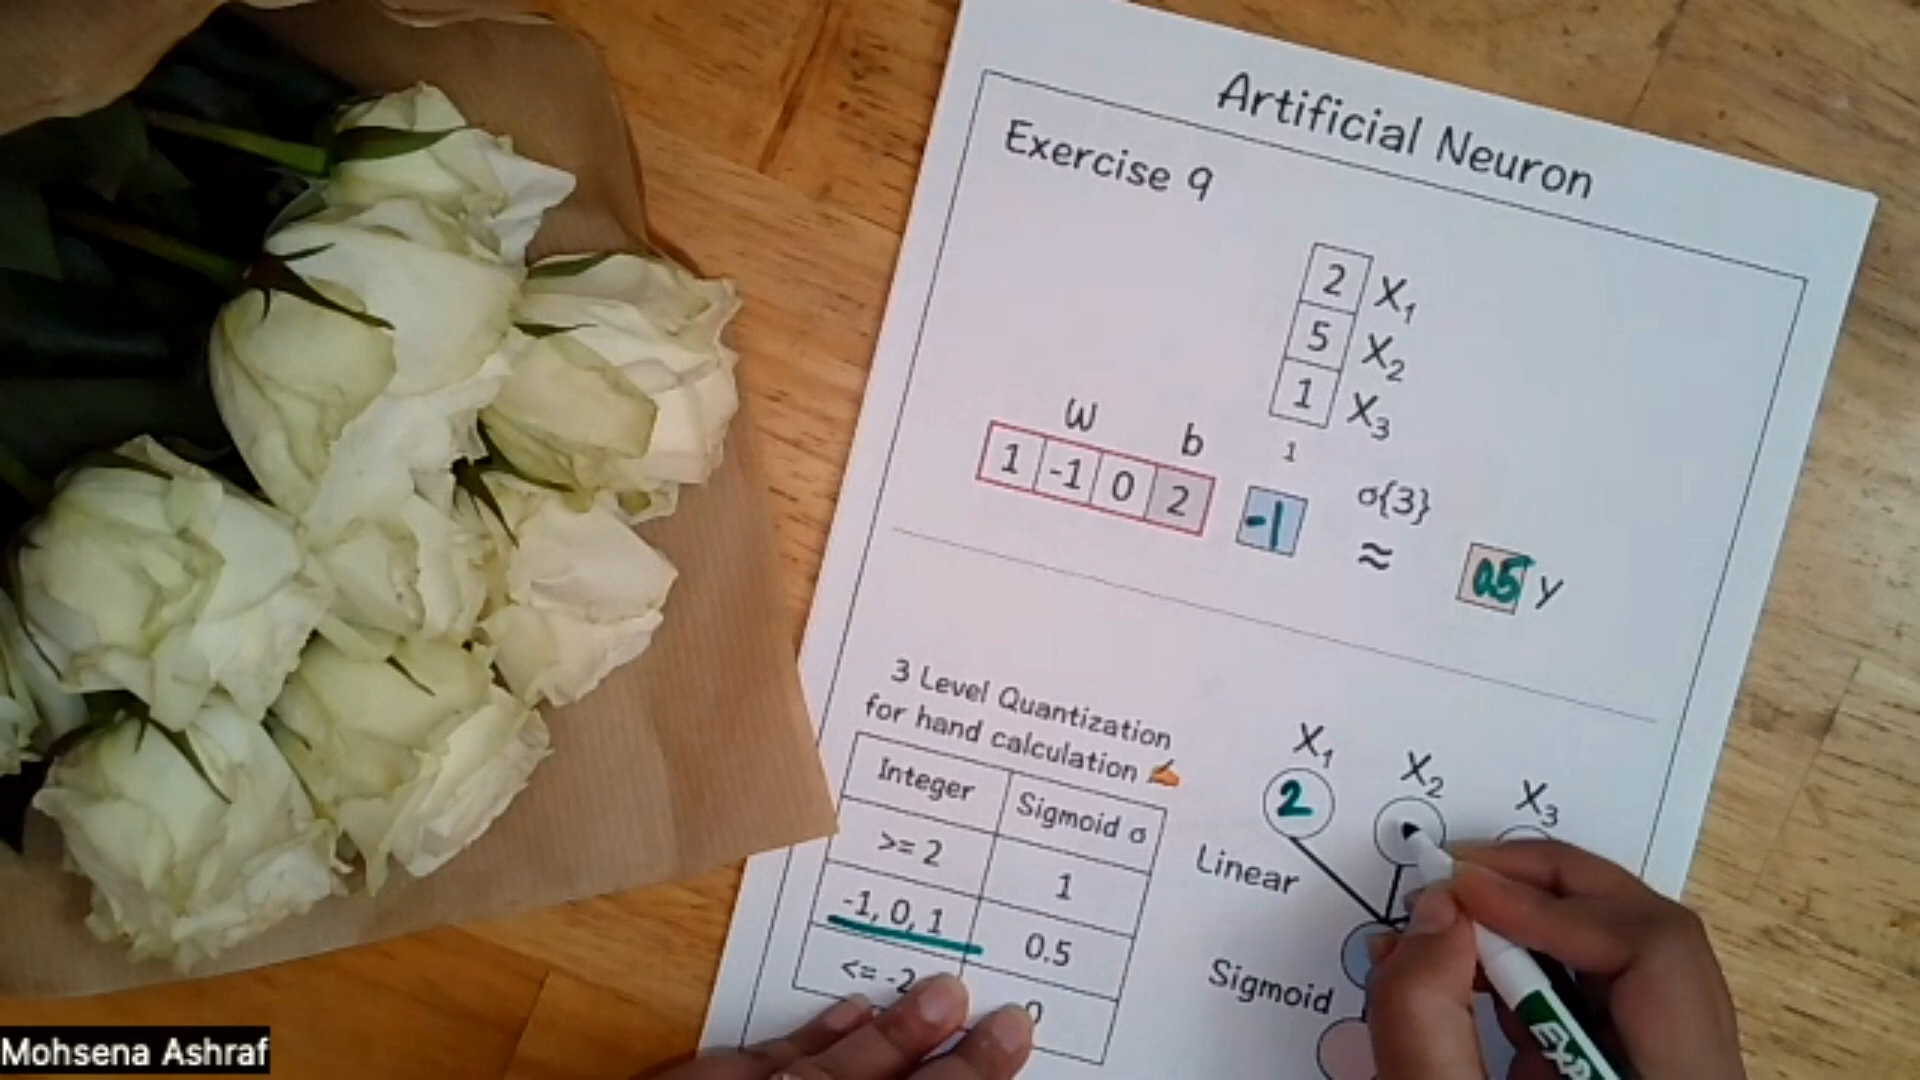 Artificial Neuron
Exercise 9
2 X₁
5 X₂
1 X₃
W b 1
1 -1 0 2 -1 σ{3} ≈ 0.5 y
3 Level Quantization
for hand calculation ✍
Integer Sigmoid σ
>= 2 1
-1, 0, 1 0.5
<= -2 0
X₁ X₂ X₃
2
Linear
Sigmoid
Mohsena Ashraf